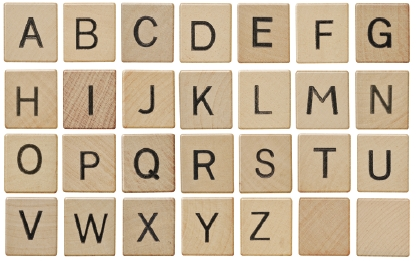 A B C D E F G
H I J K L M N
O P Q R S T U
V W X Y Z